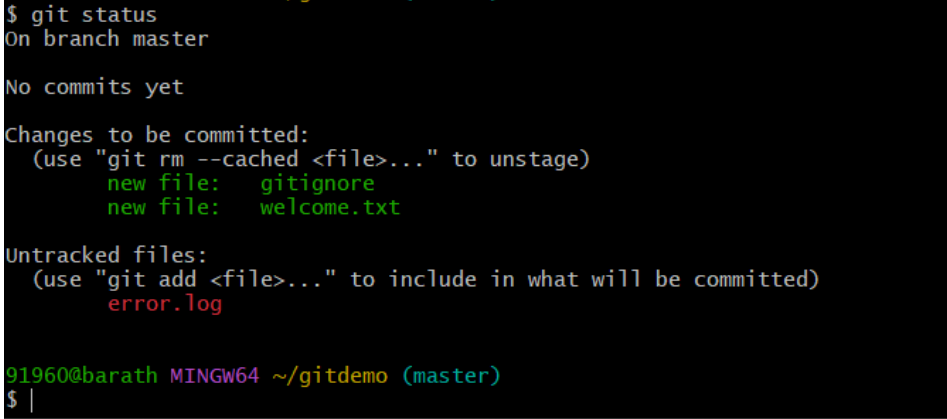 $ git status
On branch master
No commits yet
Changes to be committed:
(use "git rm --cached <file>..." to unstage)
new file: gitignore
new file: welcome.txt
Untracked files:
(use "git add <file>..." to include in what will be committed)
error.log
91960@barath MINGW64 ~/gitdemo (master)
$